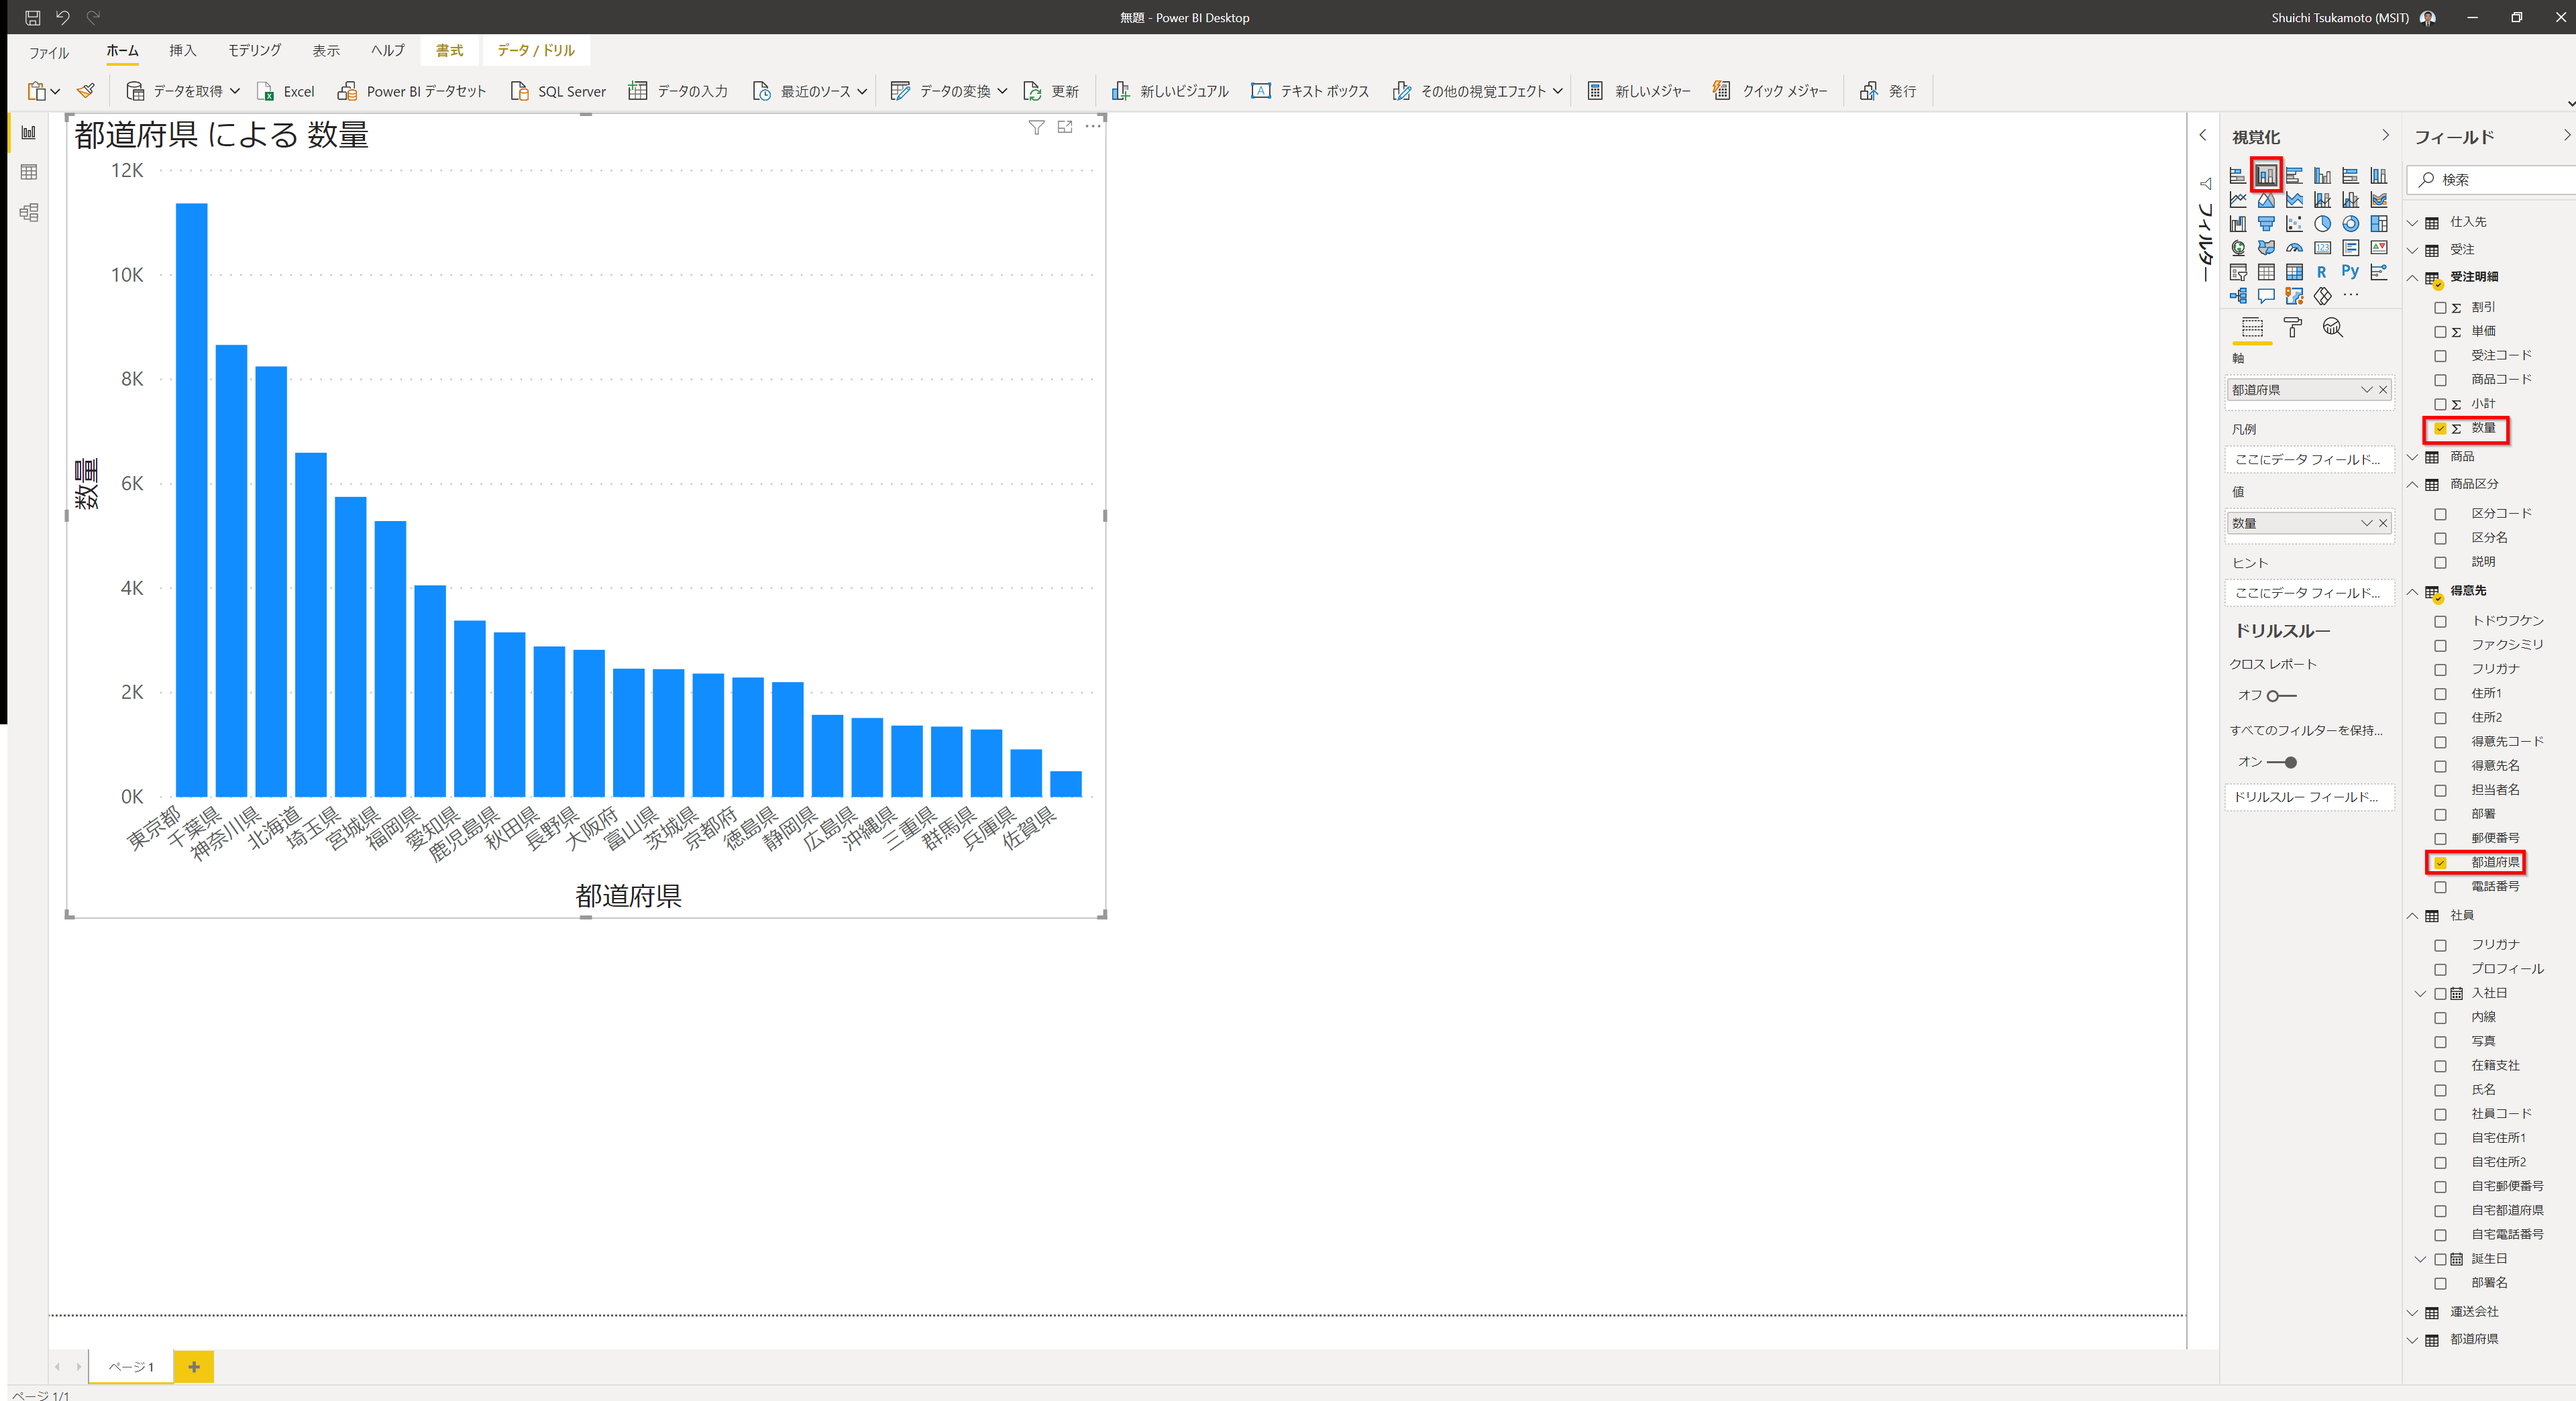 無題 - Power BI Desktop
Shuichi Tsukamoto (MSIT)
ファイル ホーム 挿入 モデリング 表示 ヘルプ 書式 データ / ドリル
データを取得 Excel Power BI データセット SQL Server データの入力 最近のソース データの変換 更新 新しいビジュアル テキスト ボックス その他の視覚エフェクト 新しいメジャー クイック メジャー 発行
都道府県 による 数量
12K
10K
8K
6K
4K
2K
0K
数量
東京都 千葉県 神奈川県 北海道 埼玉県 宮城県 福岡県 愛知県 鹿児島県 秋田県 長野県 大阪府 富山県 茨城県 京都府 徳島県 静岡県 広島県 沖縄県 三重県 群馬県 兵庫県 佐賀県
都道府県
ページ 1
ページ 1/1
フィルター
視覚化
123
R Py
軸
都道府県
凡例
ここにデータ フィールド...
値
数量
ヒント
ここにデータ フィールド...
ドリルスルー
クロス レポート
オフ
すべてのフィルターを保持...
オン
ドリルスルー フィールド...
フィールド
検索
仕入先
受注
受注明細
割引
単価
受注コード
商品コード
小計
数量
商品
商品区分
区分コード
区分名
説明
得意先
トドウフケン
ファクシミリ
フリガナ
住所1
住所2
得意先コード
得意先名
担当者名
部署
郵便番号
都道府県
電話番号
社員
フリガナ
プロフィール
入社日
内線
写真
在籍支社
氏名
社員コード
自宅住所1
自宅住所2
自宅郵便番号
自宅都道府県
自宅電話番号
誕生日
部署名
運送会社
都道府県